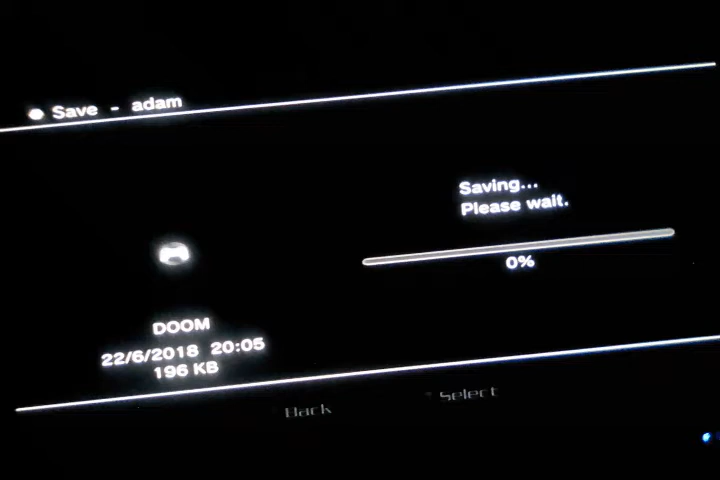 Save - adam
Saving...
Please wait.
0%
DOOM
22/6/2018 20:05
196 KB
Back
Select